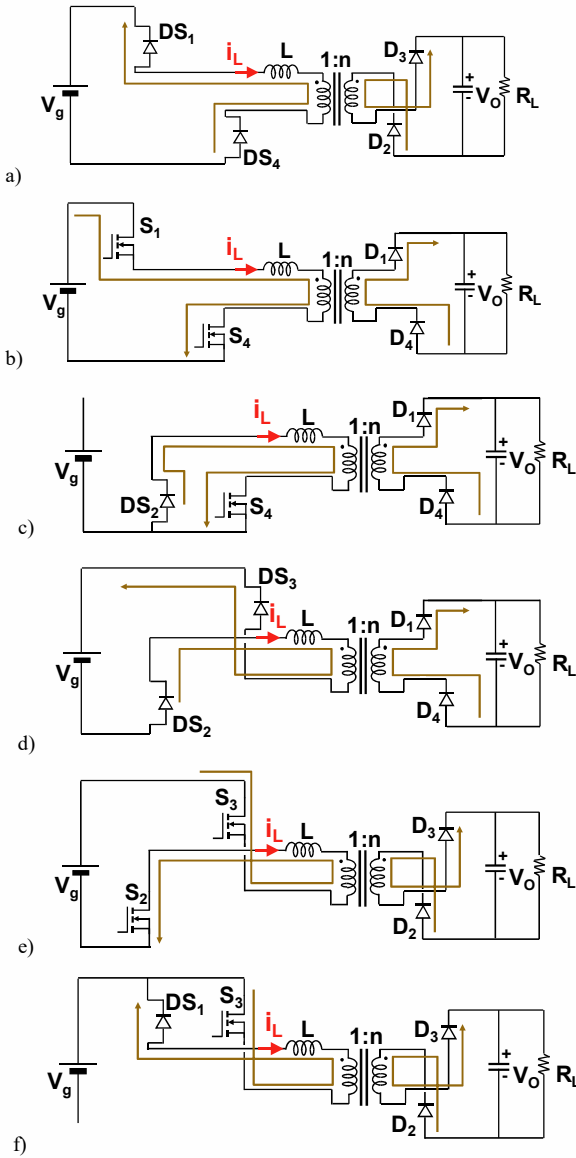 DS1
D3
iL
L
1:n
+
Vg
VO
RL
-
DS4
D2
a)
S1
D1
iL
L
1:n
+
Vg
VO
RL
-
S4
D4
b)
D1
iL
L
1:n
+
Vg
VO
RL
-
DS2
S4
D4
c)
DS3
D1
iL
L
1:n
+
Vg
VO
RL
-
DS2
D4
d)
S3
D3
iL
L
1:n
+
Vg
VO
RL
-
S2
D2
e)
DS1
S3
D3
iL
L
1:n
+
Vg
VO
RL
-
D2
f)